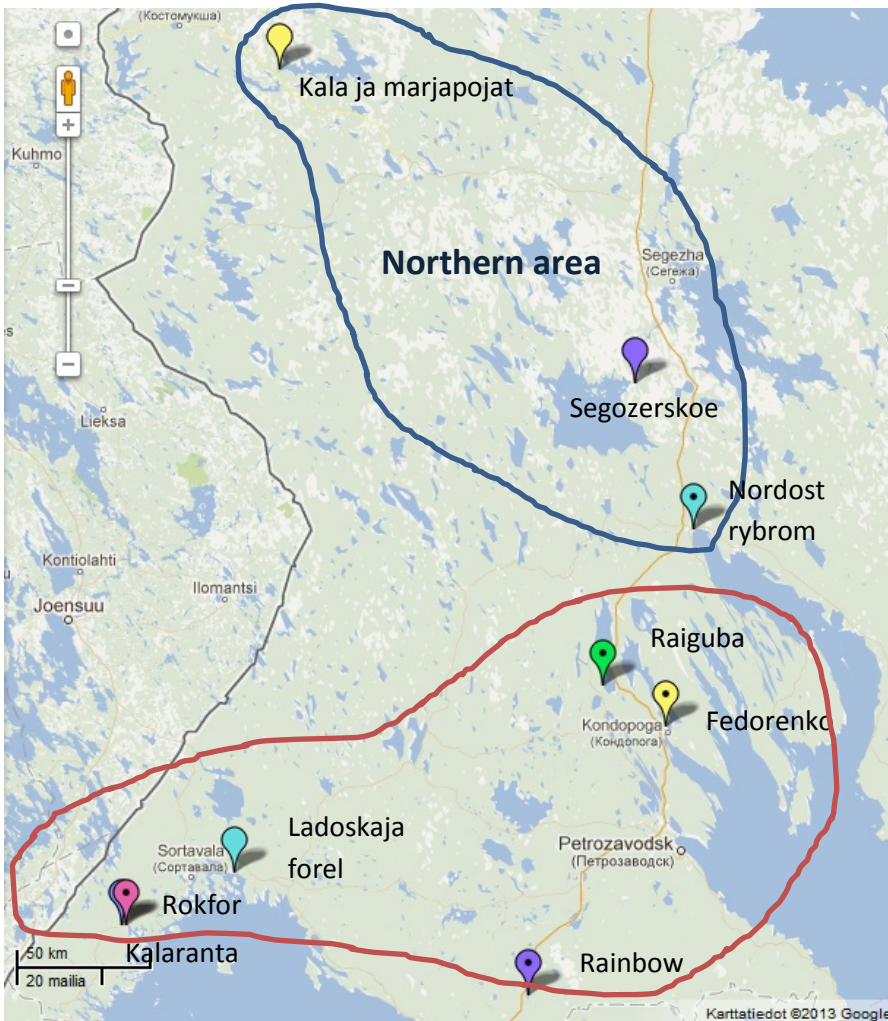 (Костомукша)
Kala ja marjapojat
Kuhmo
Northern area
Segezha
(Сегежа)
Segozerskoe
Lieksa
Nordost
rybrom
Kontiolahti
Ilomantsi
Joensuu
Raiguba
Fedorenko
Kondopoga
(Кондопога)
Ladoskaja
forel
Petrozavodsk
(Петрозаводск)
Sortavala
(Сортавала)
Rokfor
Kalaranta
50 km
20 mailia
Rainbow
Karttatiedot ©2013 Google